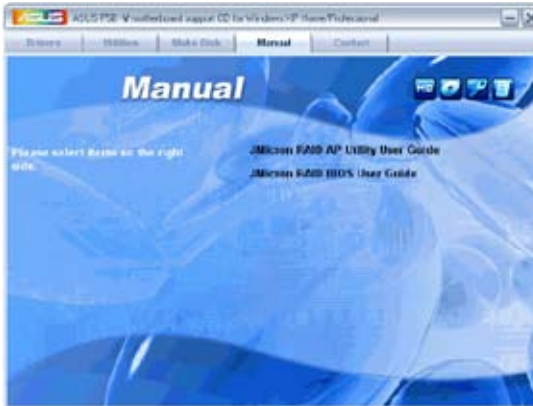 ASUS
ASUS P5B-V motherboard support CD for Windows XP Home/Professional
Drivers Utilities Make Disk Manual Contact
Manual
Please select items on the right
side.
JMicron RAID AP Utility User Guide
JMicron RAID BIOS User Guide